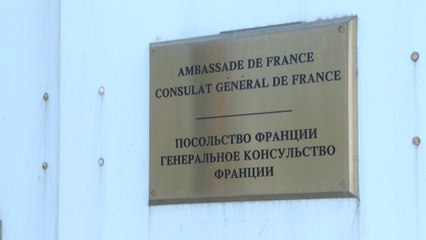 AMBASSADE DE FRANCE
CONSULAT GÉNÉRAL DE FRANCE
ПОСОЛЬСТВО ФРАНЦИИ
ГЕНЕРАЛЬНОЕ КОНСУЛЬСТВО
ФРАНЦИИ